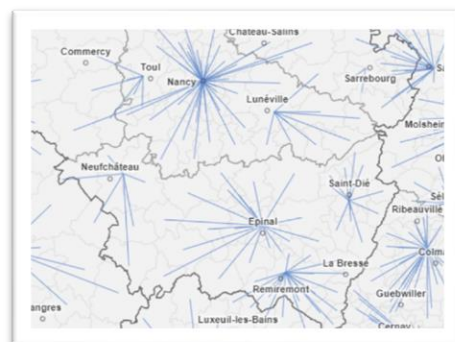 Chateau-Salins
Commercy
Toul
Nancy
Sarrebourg
Lunéville
Molsheim
Neufchâteau
Saint-Dié
Ribeauville
Epinal
La Bresse
Remiremont
Guebwiller
Luxeuil-les-Bains